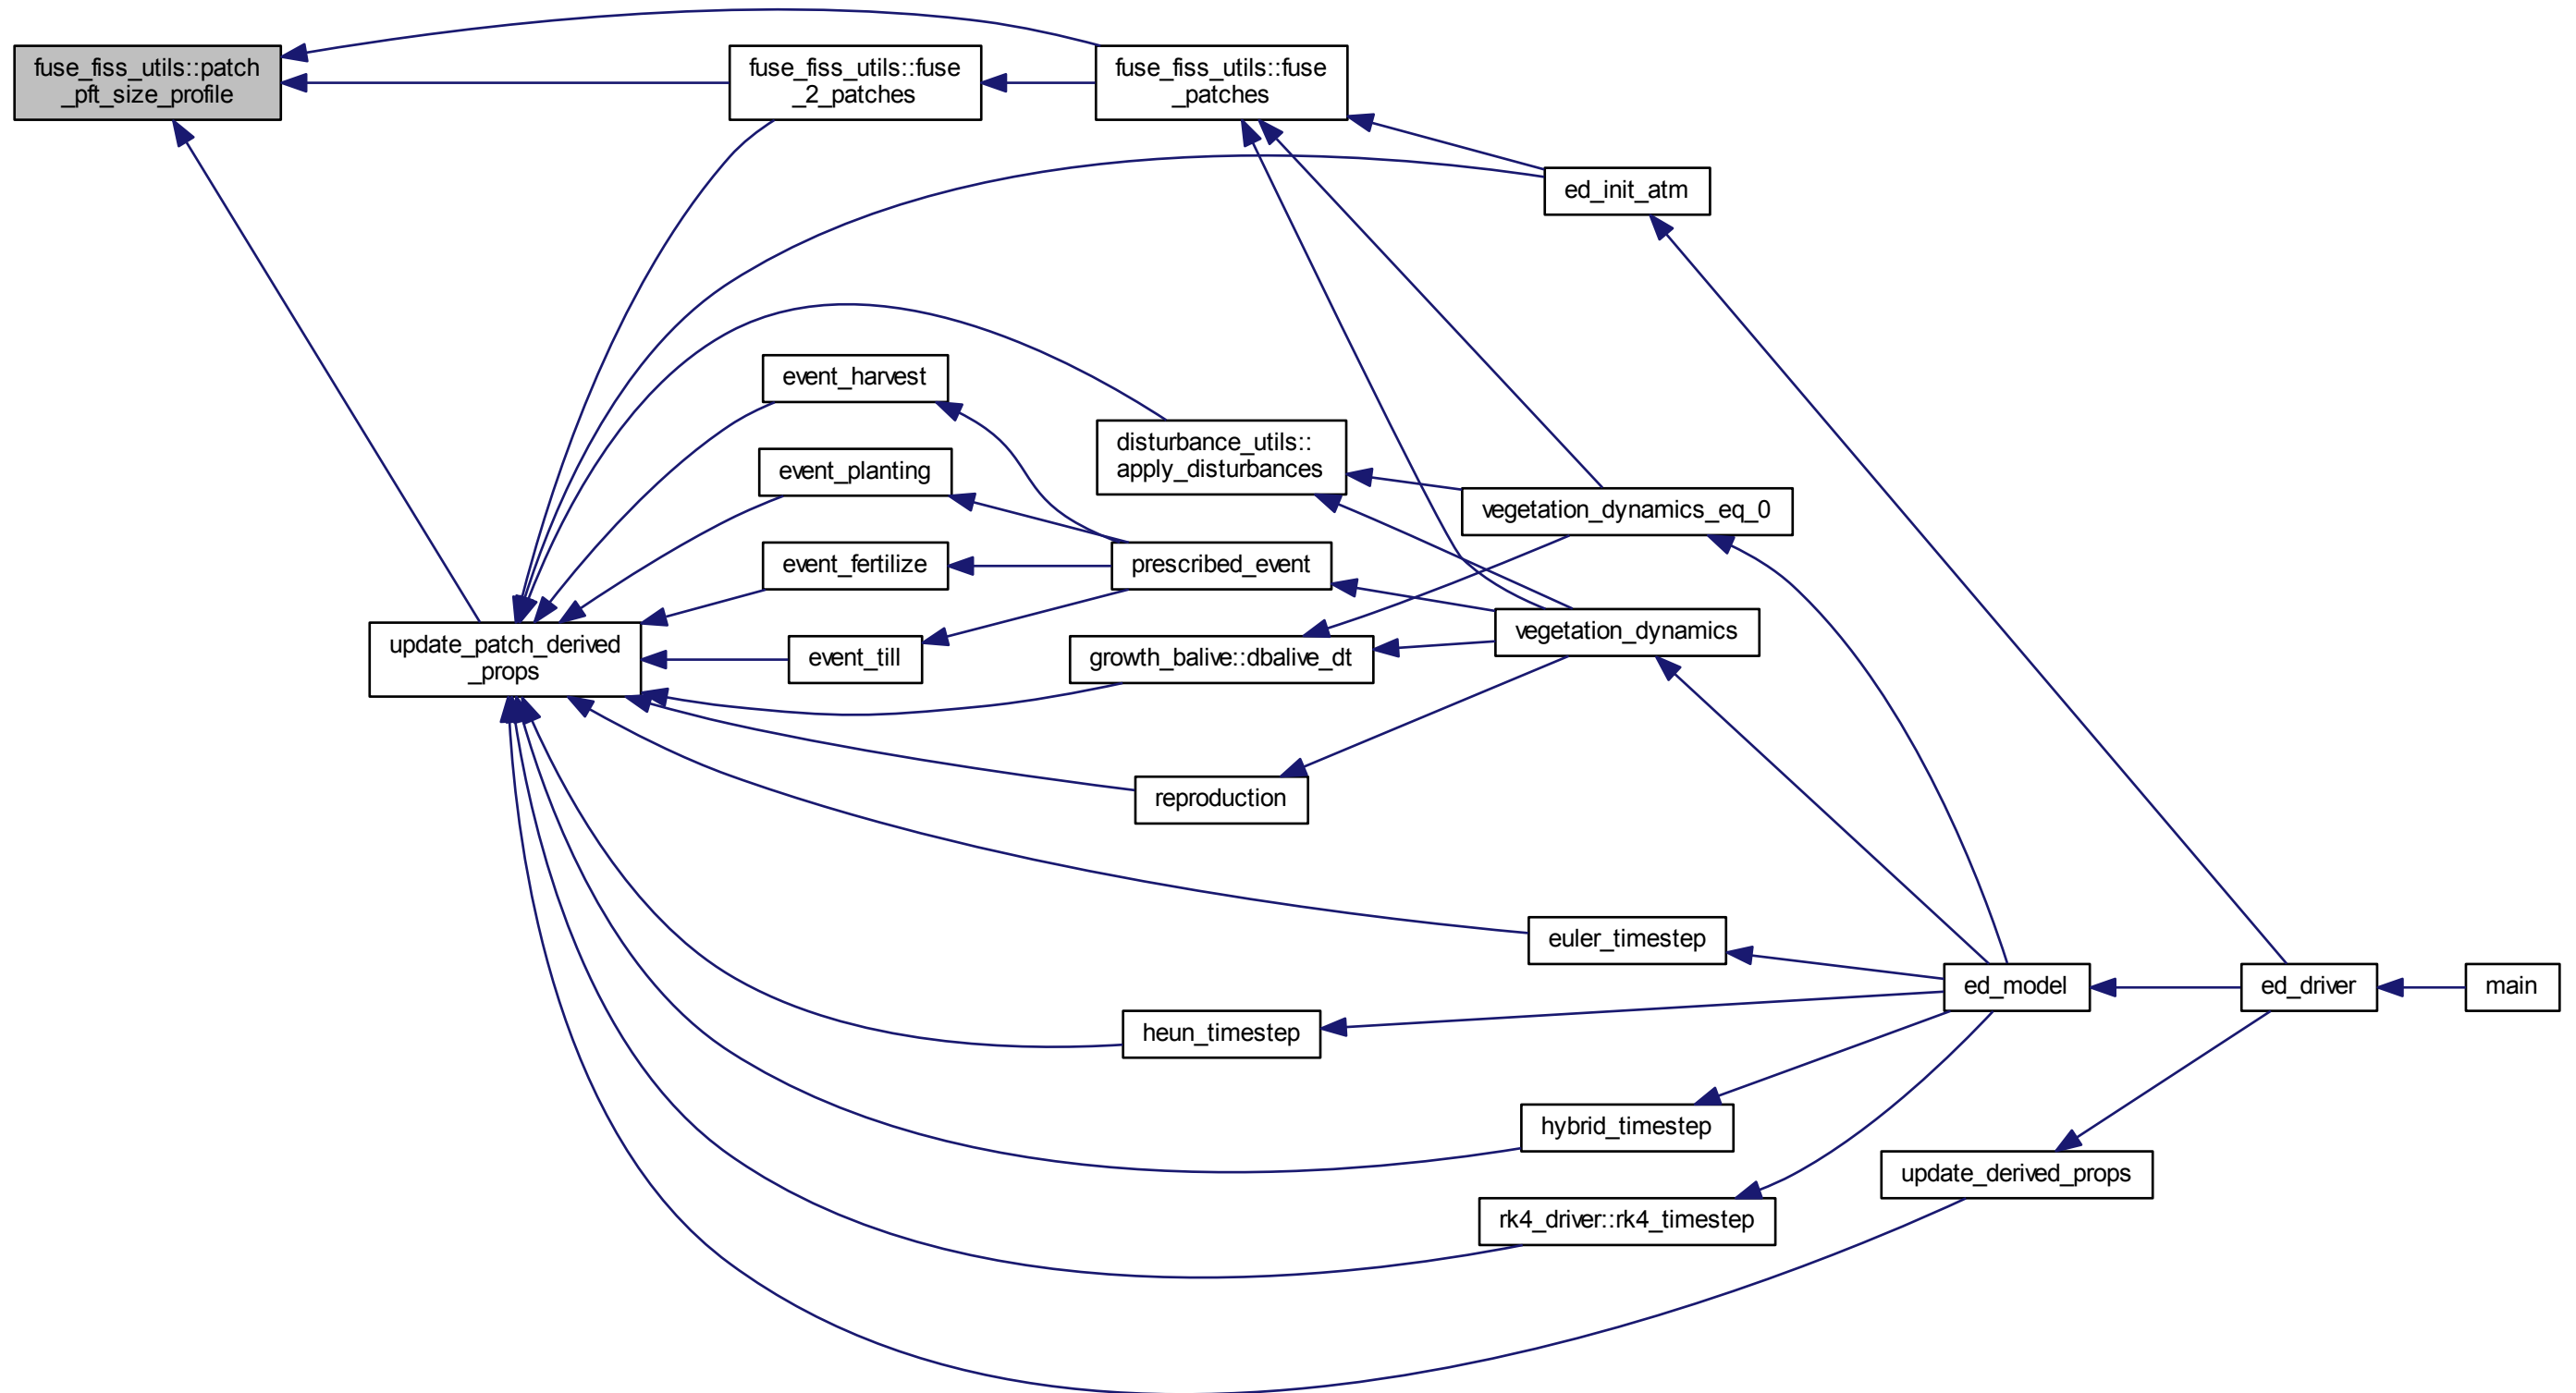 fuse_fiss_utils::patch
_pft_size_profile
fuse_fiss_utils::fuse
_2_patches
fuse_fiss_utils::fuse
_patches
ed_init_atm
event_harvest
disturbance_utils::
apply_disturbances
event_planting
vegetation_dynamics_eq_0
event_fertilize
prescribed_event
vegetation_dynamics
update_patch_derived
_props
event_till
growth_balive::dbalive_dt
reproduction
euler_timestep
ed_model
ed_driver
main
heun_timestep
hybrid_timestep
update_derived_props
rk4_driver::rk4_timestep